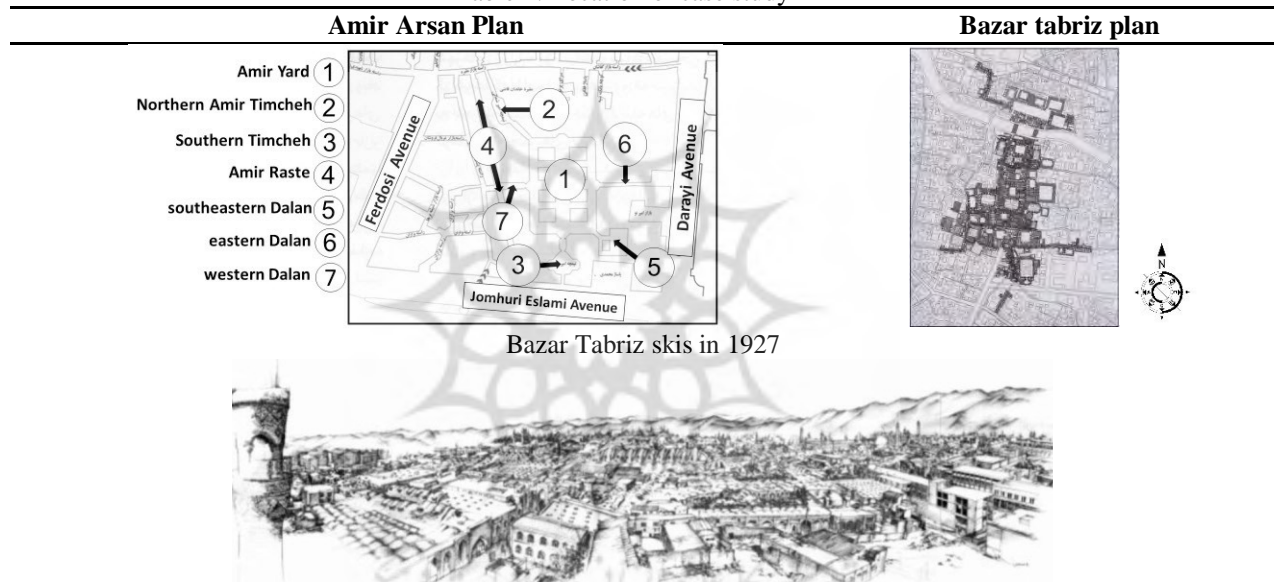 Amir Arsan Plan
Bazar tabriz plan
Amir Yard 1
Northern Amir Timcheh 2
Southern Timcheh 3
Amir Raste 4
southeastern Dalan 5
eastern Dalan 6
western Dalan 7
Ferdosi Avenue
2
4
6
1
7
3
5
Darayi Avenue
Jomhuri Eslami Avenue
N
Bazar Tabriz skis in 1927